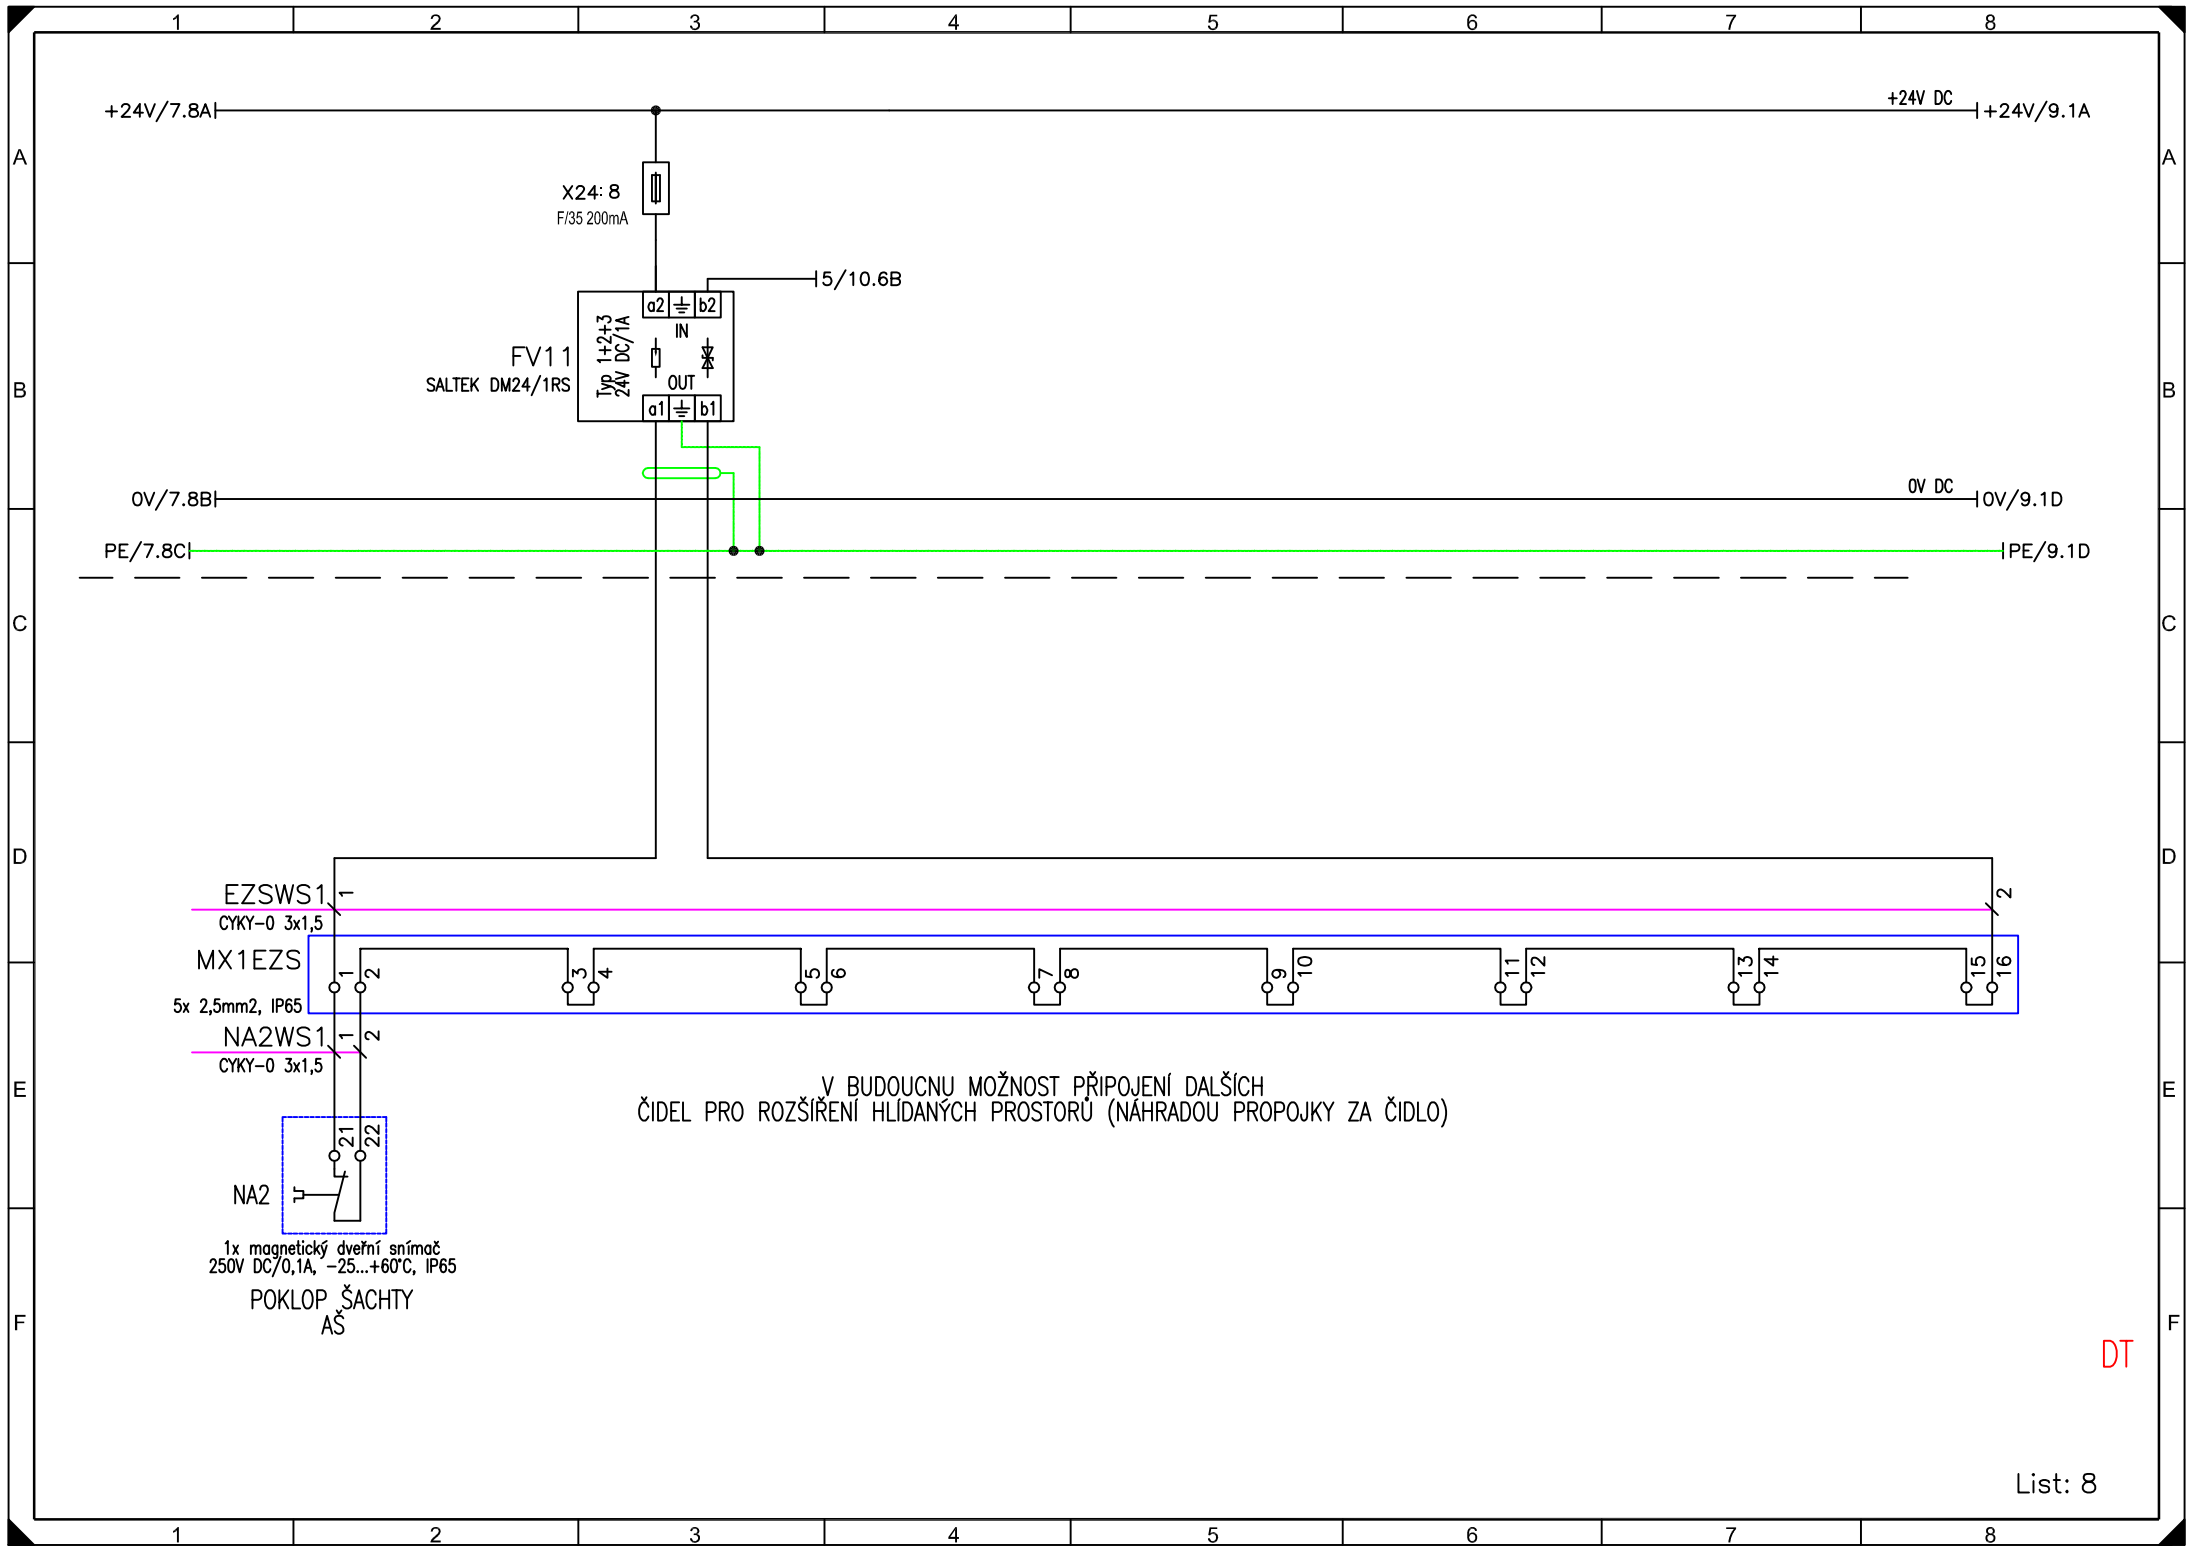 1 2 3 4 5 6 7 8
+24V/7.8A
+24V DC
+24V/9.1A
A
A
X24: 8
F/35 200mA
5/10.6B
a2
b2
IN
Typ 1+2+3
24V DC/1A
FV11
SALTEK DM24/1RS
OUT
a1
b1
B
B
0V/7.8B
0V DC
0V/9.1D
PE/7.8C
PE/9.1D
C
C
D
D
EZSWS1
1
2
CYKY-O 3x1,5
MX1EZS
1 2 3 4 5 6 7 8 9 10 11 12 13 14 15 16
5x 2,5mm2, IP65
NA2WS1
1 2
CYKY-O 3x1,5
E
E
V BUDOUCNU MOŽNOST PŘIPOJENÍ DALŠÍCH
ČIDEL PRO ROZŠÍŘENÍ HLÍDANÝCH PROSTORŮ (NÁHRADOU PROPOJKY ZA ČIDLO)
21 22
NA2
1x magnetický dveřní snímač
250V DC/0,1A, -25...+60°C, IP65
POKLOP ŠACHTY
AŠ
F
F
DT
List: 8
1 2 3 4 5 6 7 8